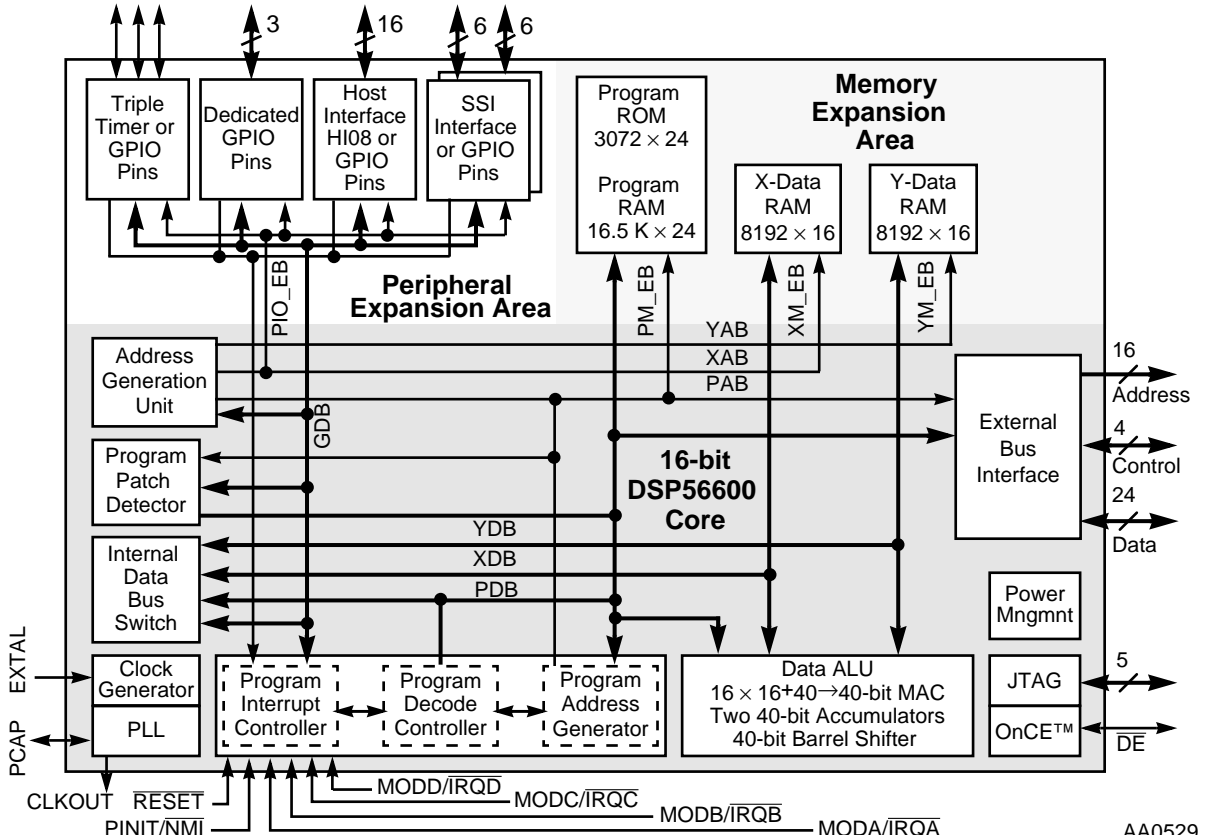 3
16
6
6
Triple
Timer or
GPIO
Pins
Dedicated
GPIO
Pins
Host
Interface
HI08 or
GPIO
Pins
SSI
Interface
or GPIO
Pins
Program
ROM
3072 × 24
Program
RAM
16.5 K × 24
Memory
Expansion
Area
X-Data
RAM
8192 × 16
Y-Data
RAM
8192 × 16
Peripheral
Expansion Area
PIO_EB
PM_EB
XM_EB
YM_EB
YAB
XAB
PAB
GDB
Address
Generation
Unit
Program
Patch
Detector
Internal
Data
Bus
Switch
16-bit
DSP56600
Core
YDB
XDB
PDB
External
Bus
Interface
16
Address
4
Control
24
Data
Power
Mngmnt
EXTAL
Clock
Generator
PCAP
PLL
Program
Interrupt
Controller
Program
Decode
Controller
Program
Address
Generator
Data ALU
16 × 16+40→40-bit MAC
Two 40-bit Accumulators
40-bit Barrel Shifter
JTAG
5
OnCE™
DE
CLKOUT
RESET
PINIT/NMI
MODD/IRQD
MODC/IRQC
MODB/IRQB
MODA/IRQA
AA0529